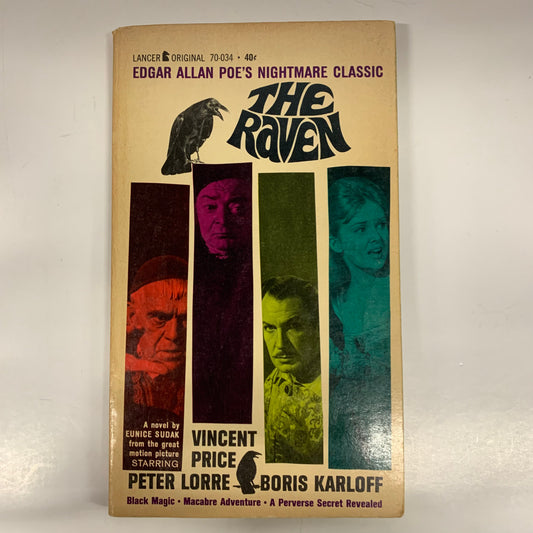 LANCER ORIGINAL 70-034 • 40¢
EDGAR ALLAN POE'S NIGHTMARE CLASSIC
THE
RAVEN
A novel by
EUNICE SUDAK
from the great
motion picture
STARRING
VINCENT
PRICE
PETER LORRE BORIS KARLOFF
Black Magic • Macabre Adventure • A Perverse Secret Revealed